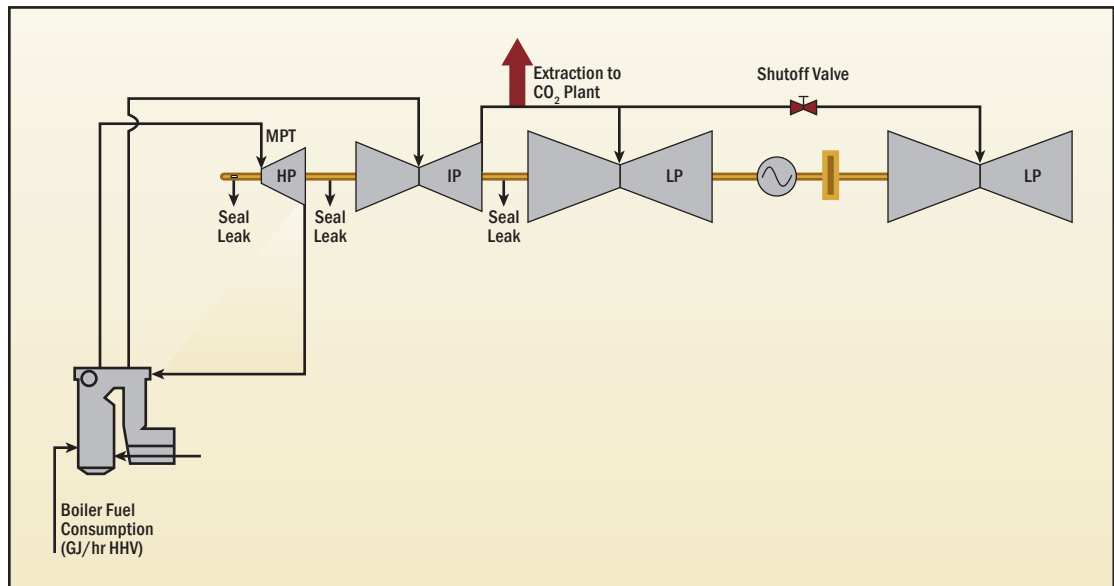 Extraction to
CO₂ Plant
Shutoff Valve
MPT
HP
IP
LP
LP
Seal
Leak
Seal
Leak
Seal
Leak
Boiler Fuel
Consumption
(GJ/hr HHV)